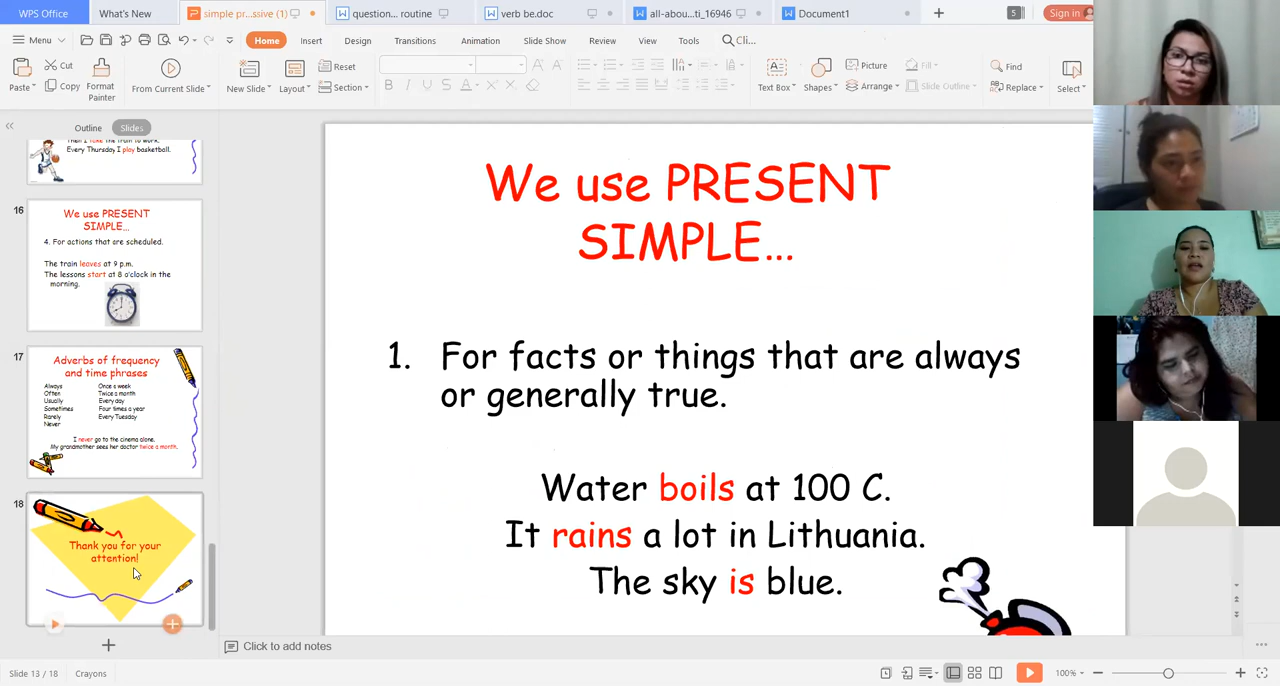 WPS Office What's New simple pr...ssive (1) question... routine verb be.doc all-abou...ti_16946 Document1 5 Sign in
Menu Home Insert Design Transitions Animation Slide Show Review View Tools Cli...
Paste Cut Copy Format Painter From Current Slide New Slide Layout Reset Section
B I U S A
Text Box Shapes Picture Arrange Fill Slide Outline Find Replace Select
Outline Slides
Every Thursday I play basketball.
16
We use PRESENT
SIMPLE...
4. For actions that are scheduled.
The train leaves at 9 p.m.
The lessons start at 8 o'clock in the
morning.
17
Adverbs of frequency
and time phrases
Always Once a week
Often Twice a month
Usually Every day
Sometimes Four times a year
Rarely Every Tuesday
Never
I never go to the cinema alone.
My grandmother sees her doctor twice a month.
18
Thank you for your
attention!
We use PRESENT
SIMPLE...
1. For facts or things that are always
or generally true.
Water boils at 100 C.
It rains a lot in Lithuania.
The sky is blue.
Click to add notes
Slide 13 / 18 Crayons 100%